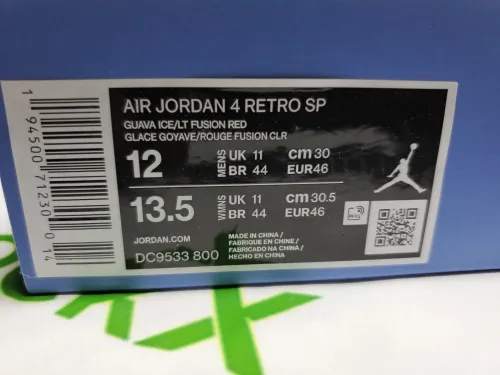 AIR JORDAN 4 RETRO SP
GUAVA ICE/LT FUSION RED
GLACE GOYAVE/ROUGE FUSION CLR
12 MENS UK 11 cm 30
BR 44 EUR46
13.5 WMNS UK 11 cm 30.5
BR 44 EUR46
JORDAN.COM
DC9533 800
MADE IN CHINA /
FABRIQUE EN CHINE /
FABRICADO NA CHINA /
HECHO EN CHINA
1 94500 71230 0 14